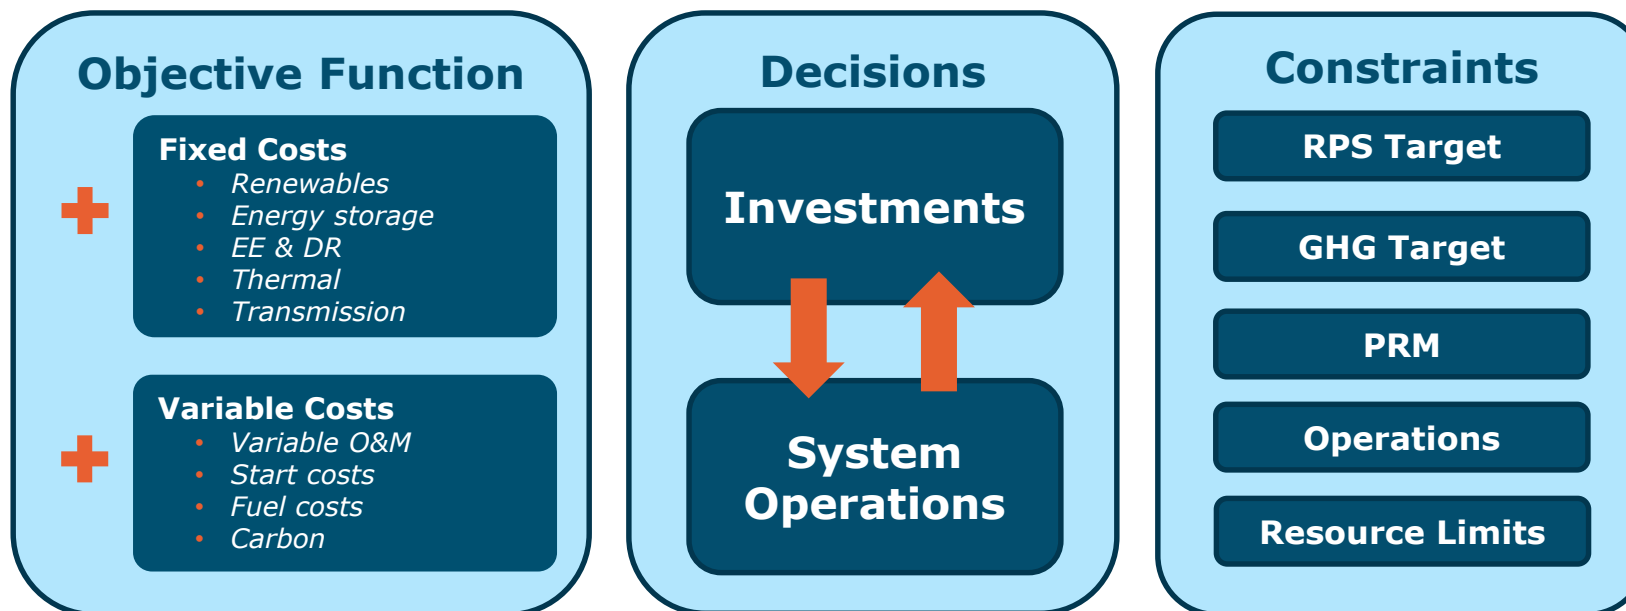 Objective Function
Fixed Costs
• Renewables
• Energy storage
• EE & DR
• Thermal
• Transmission
Variable Costs
• Variable O&M
• Start costs
• Fuel costs
• Carbon
Decisions
Investments
System
Operations
Constraints
RPS Target
GHG Target
PRM
Operations
Resource Limits